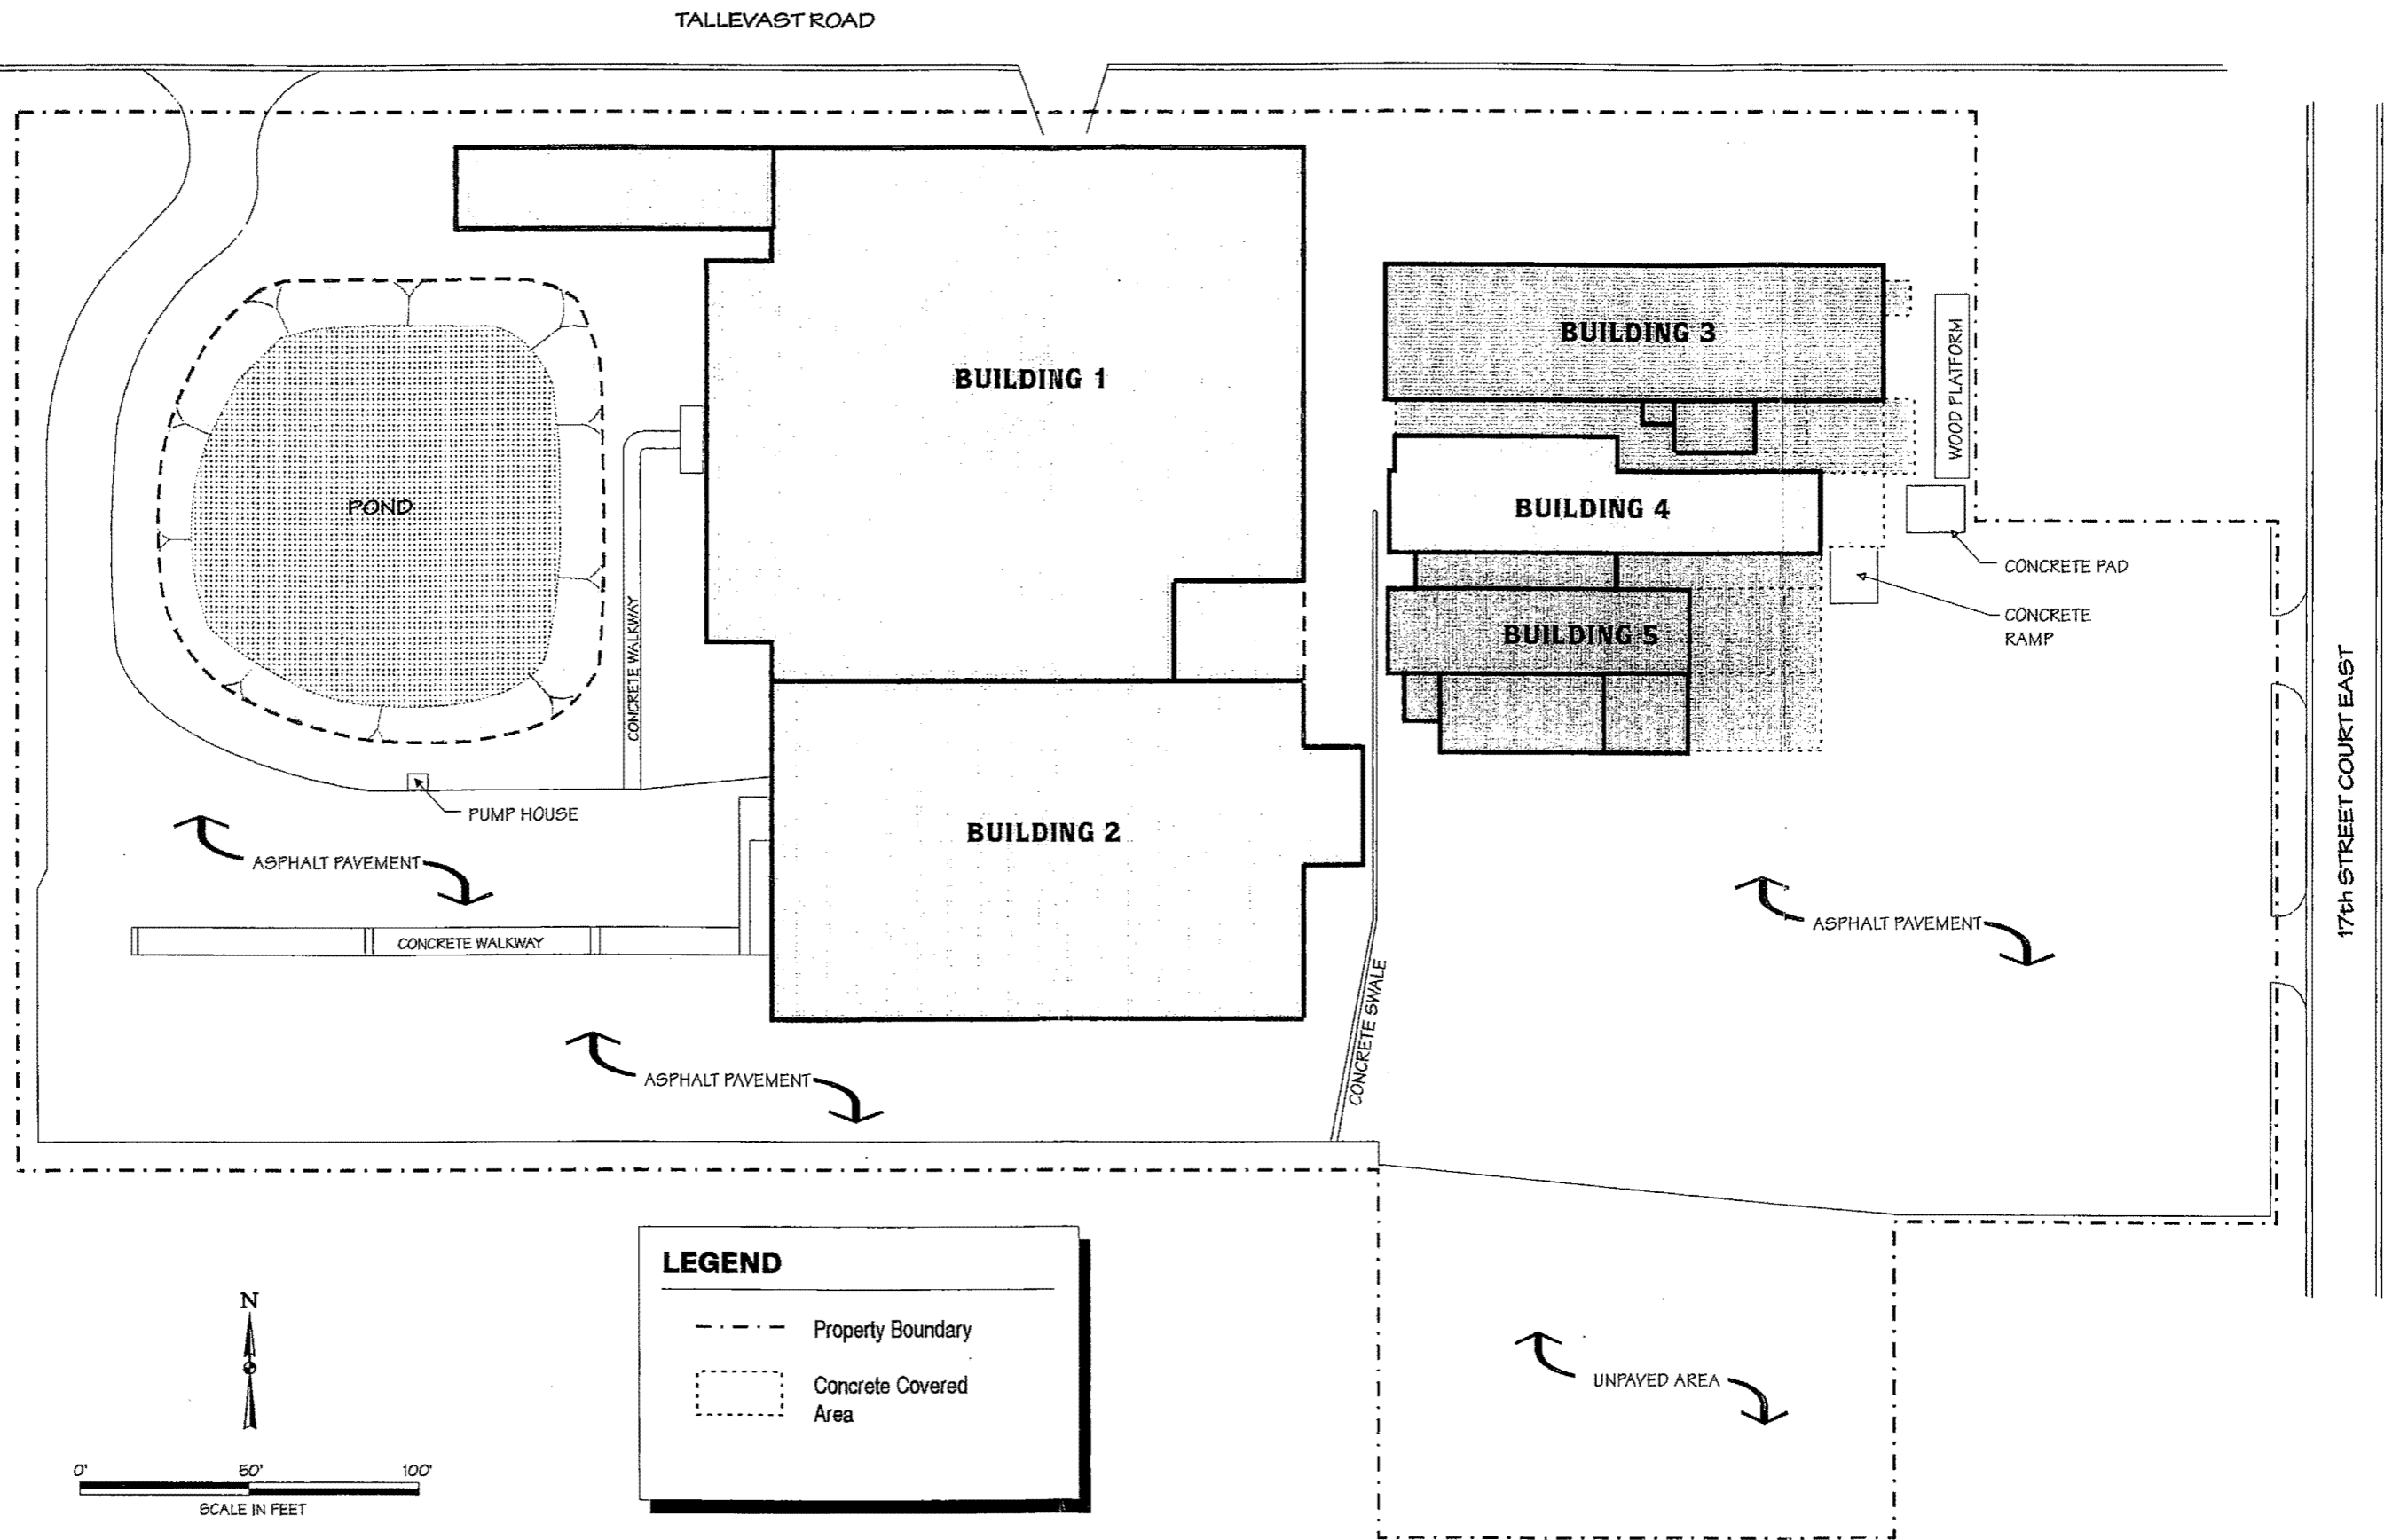 TALLEVAST ROAD
BUILDING 3
WOOD PLATFORM
BUILDING 1
POND
BUILDING 4
CONCRETE PAD
CONCRETE
RAMP
CONCRETE WALKWAY
BUILDING 5
17th STREET COURT EAST
PUMP HOUSE
BUILDING 2
ASPHALT PAVEMENT
ASPHALT PAVEMENT
CONCRETE WALKWAY
CONCRETE SWALE
ASPHALT PAVEMENT
LEGEND
Property Boundary
Concrete Covered
Area
N
UNPAVED AREA
0' 50' 100'
SCALE IN FEET